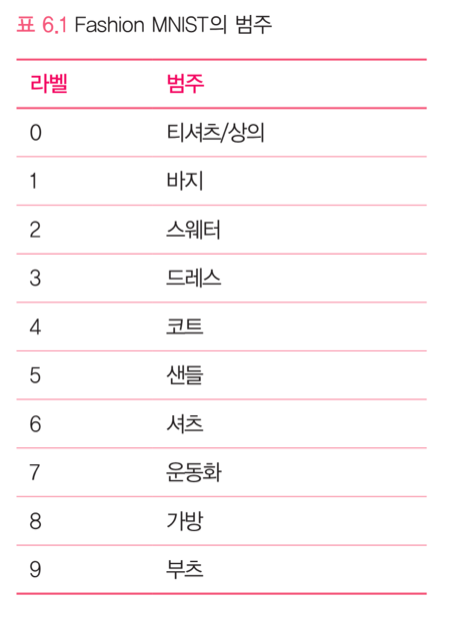 표 6.1 Fashion MNIST의 범주
라벨 범주
0 티셔츠/상의
1 바지
2 스웨터
3 드레스
4 코트
5 샌들
6 셔츠
7 운동화
8 가방
9 부츠